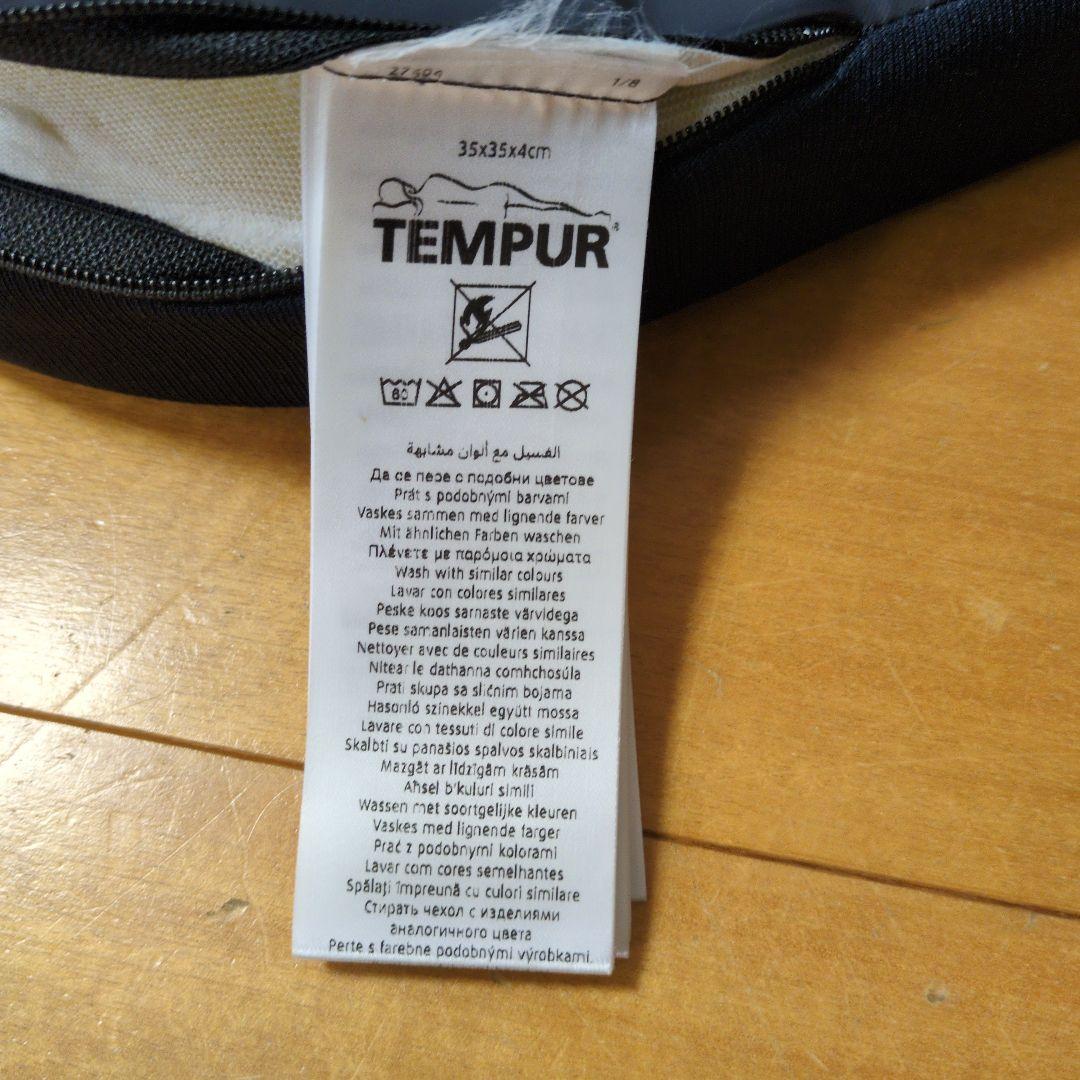 1/8
35x35x4cm
TEMPUR®
60
الغسيل مع ألوان مشابهة
Да се пере с подобни цветове
Prát s podobnými barvami
Vaskes sammen med lignende farver
Mit ähnlichen Farben waschen
Πλένετε με παρόμοια χρώματα
Wash with similar colours
Lavar con colores similares
Peske koos sarnaste värvidega
Pese samanlaisten värien kanssa
Nettoyer avec de couleurs similaires
Nitear le dathanna comhchosúla
Prati skupa sa sličnim bojama
Hasonló színekkel együtt mossa
Lavare con tessuti di colore simile
Skalbti su panašios spalvos skalbiniais
Mazgāt ar līdzīgām krāsām
Aħsel b'kuluri simili
Wassen met soortgelijke kleuren
Vaskes med lignende farger
Prać z podobnymi kolorami
Lavar com cores semelhantes
Spălați împreună cu culori similare
Стирать чехол с изделиями
аналогичного цвета
Perte s farebne podobnými výrobkami.